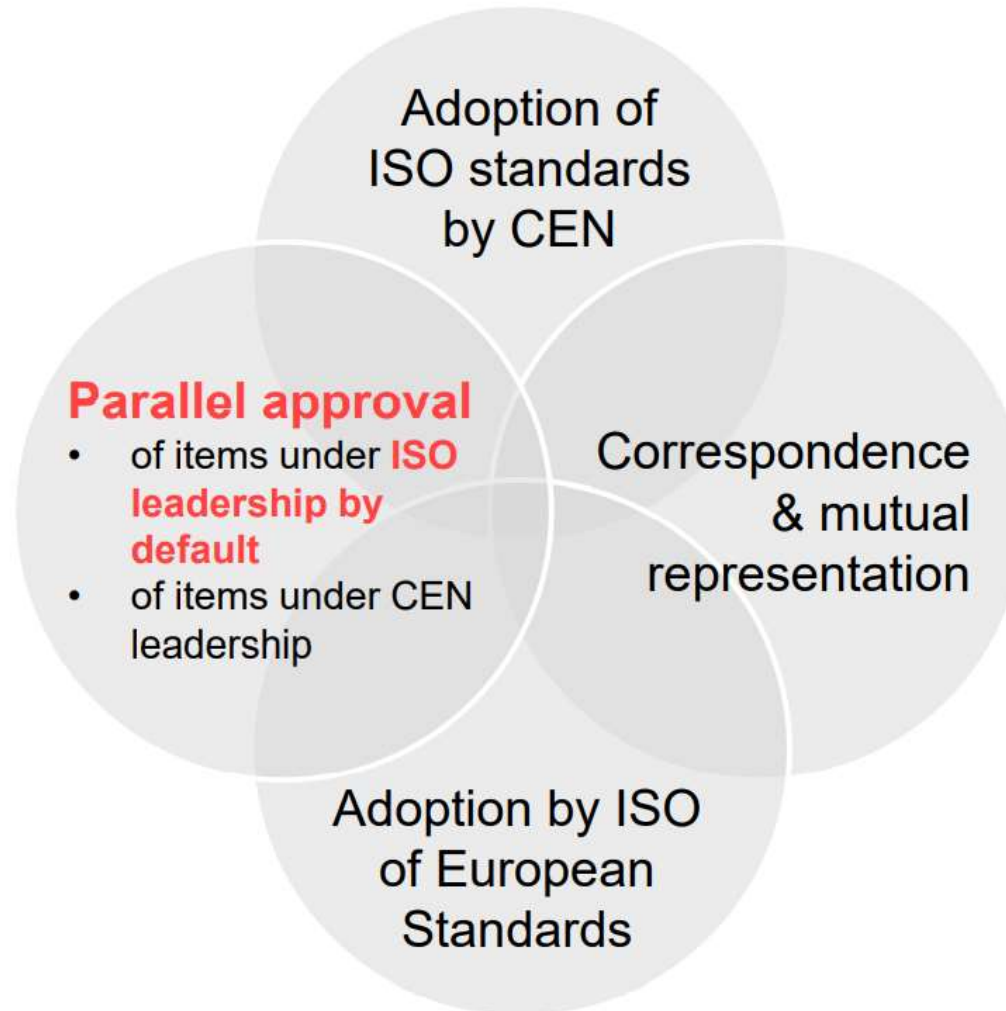 Adoption of
ISO standards
by CEN
Parallel approval
• of items under ISO
leadership by
default
• of items under CEN
leadership
Correspondence
& mutual
representation
Adoption by ISO
of European
Standards